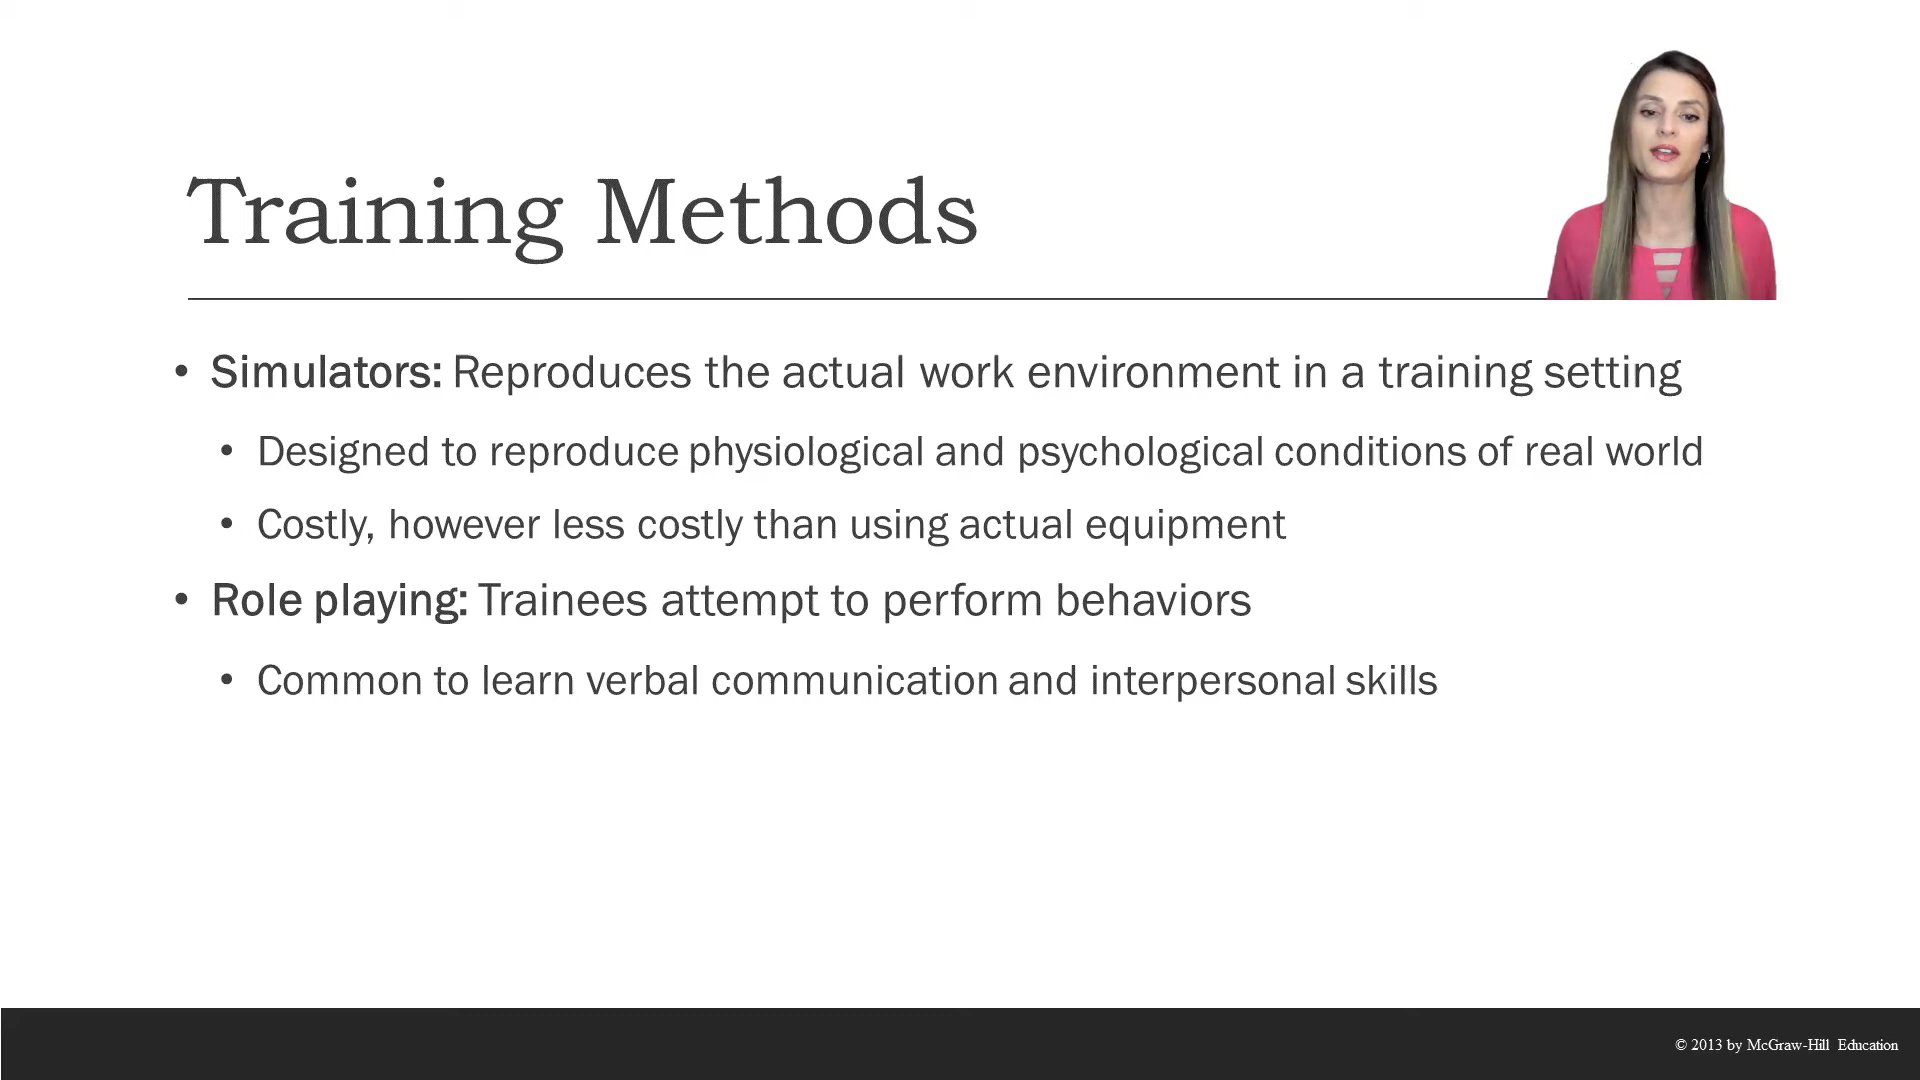 Training Methods
• Simulators: Reproduces the actual work environment in a training setting
• Designed to reproduce physiological and psychological conditions of real world
• Costly, however less costly than using actual equipment
• Role playing: Trainees attempt to perform behaviors
• Common to learn verbal communication and interpersonal skills
© 2013 by McGraw-Hill Education